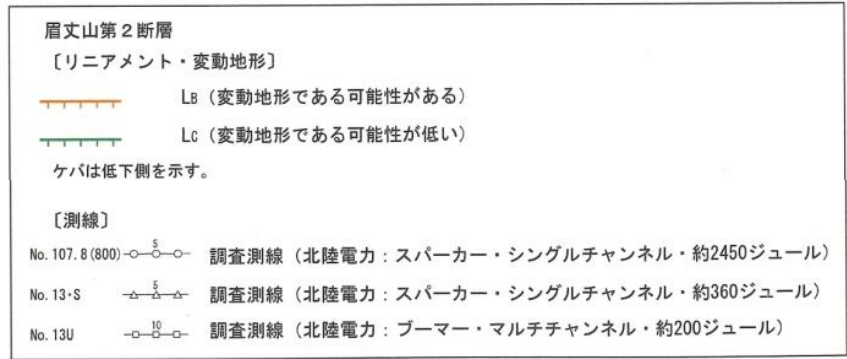 眉丈山第2断層
〔リニアメント・変動地形〕
LB (変動地形である可能性がある)
LC (変動地形である可能性が低い)
ケバは低下側を示す。
〔測線〕
No. 107. 8(800) 5 調査測線 (北陸電力:スパーカー・シングルチャンネル・約2450ジュール)
No. 13・S 5 調査測線 (北陸電力:スパーカー・シングルチャンネル・約360ジュール)
No. 13U 10 調査測線 (北陸電力:ブーマー・マルチチャンネル・約200ジュール)